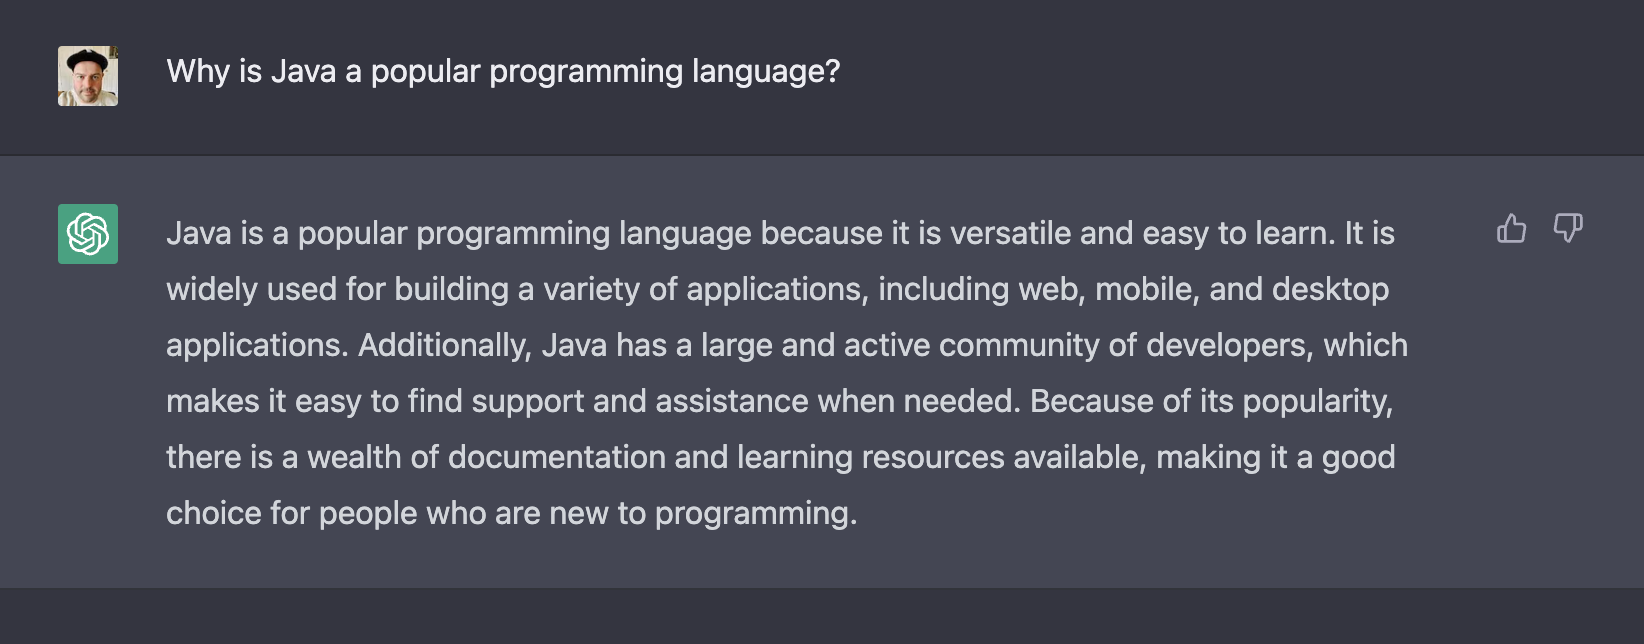 Why is Java a popular programming language?
Java is a popular programming language because it is versatile and easy to learn. It is
widely used for building a variety of applications, including web, mobile, and desktop
applications. Additionally, Java has a large and active community of developers, which
makes it easy to find support and assistance when needed. Because of its popularity,
there is a wealth of documentation and learning resources available, making it a good
choice for people who are new to programming.